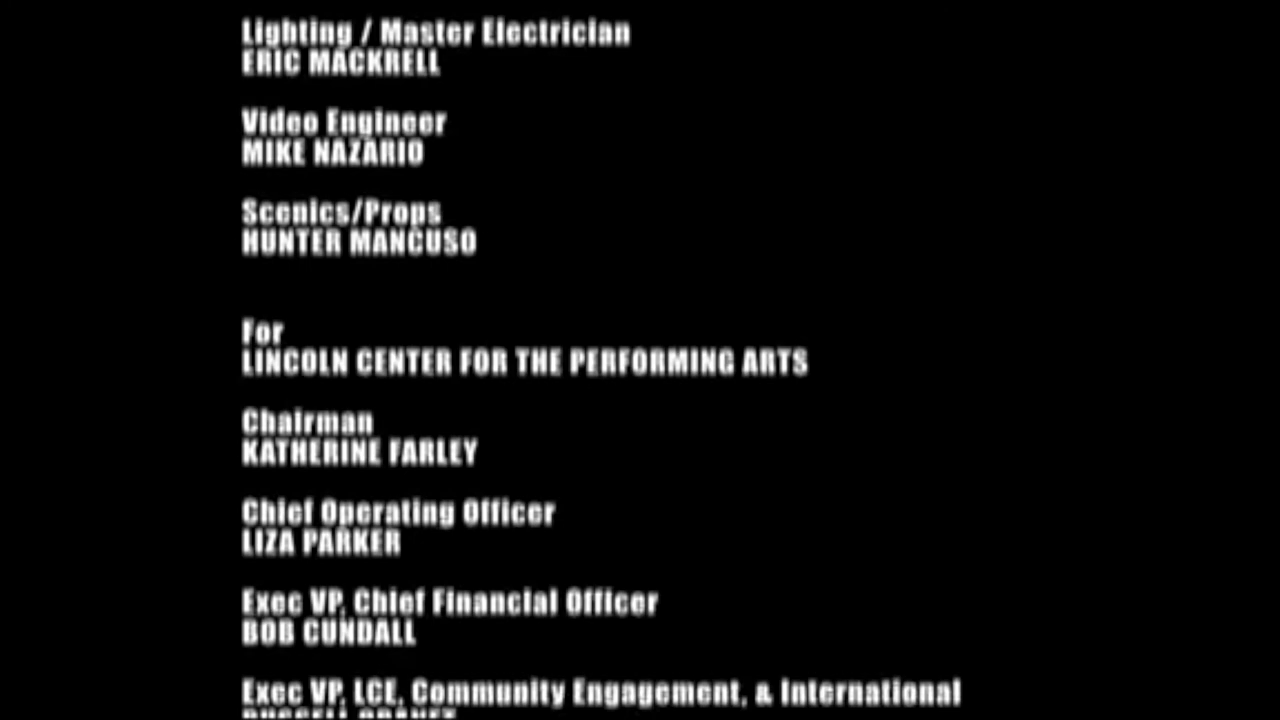 Lighting / Master Electrician
ERIC MACKRELL
Video Engineer
MIKE NAZARIO
Scenics/Props
HUNTER MANCUSO
For
LINCOLN CENTER FOR THE PERFORMING ARTS
Chairman
KATHERINE FARLEY
Chief Operating Officer
LIZA PARKER
Exec VP, Chief Financial Officer
BOB CUNDALL
Exec VP, LCE, Community Engagement, & International